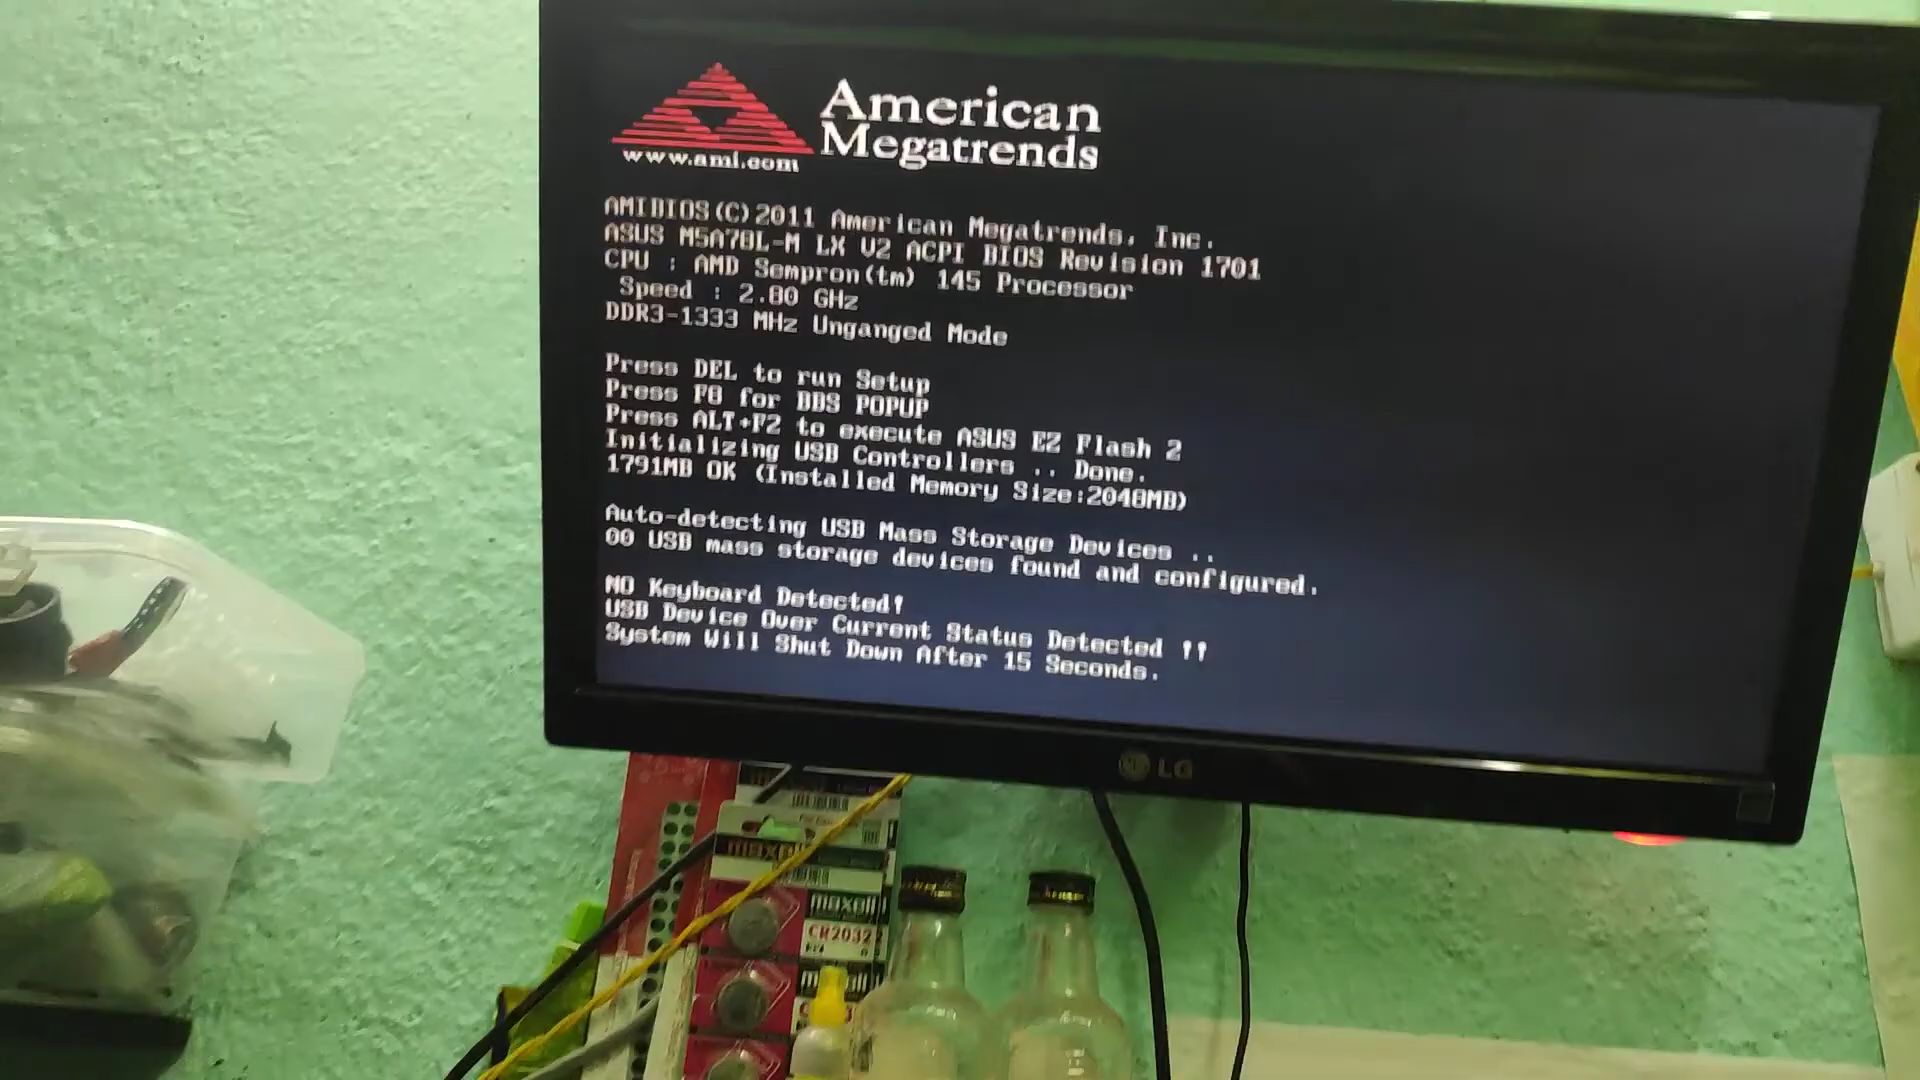 American
Megatrends
www.ami.com
AMIBIOS(C)2011 American Megatrends, Inc.
ASUS M5A78L-M LX V2 ACPI BIOS Revision 1701
CPU : AMD Sempron(tm) 145 Processor
Speed : 2.80 GHz
DDR3-1333 MHz Unganged Mode
Press DEL to run Setup
Press F8 for BBS POPUP
Press ALT+F2 to execute ASUS EZ Flash 2
Initializing USB Controllers .. Done.
1791MB OK (Installed Memory Size:2048MB)
Auto-detecting USB Mass Storage Devices ..
00 USB mass storage devices found and configured.
NO Keyboard Detected!
USB Device Over Current Status Detected !!
System Will Shut Down After 15 Seconds.
LG
maxell
maxell
CR2032